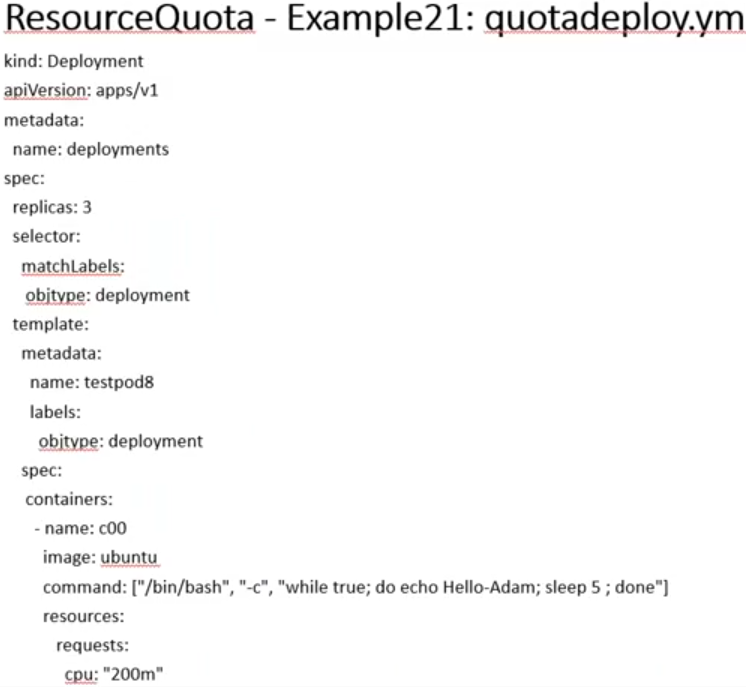 ResourceQuota - Example21: quotadeploy.ym
kind: Deployment
apiVersion: apps/v1
metadata:
name: deployments
spec:
replicas: 3
selector:
matchLabels:
objtype: deployment
template:
metadata:
name: testpod8
labels:
objtype: deployment
spec:
containers:
- name: c00
image: ubuntu
command: ["/bin/bash", "-c", "while true; do echo Hello-Adam; sleep 5 ; done"]
resources:
requests:
cpu: "200m"